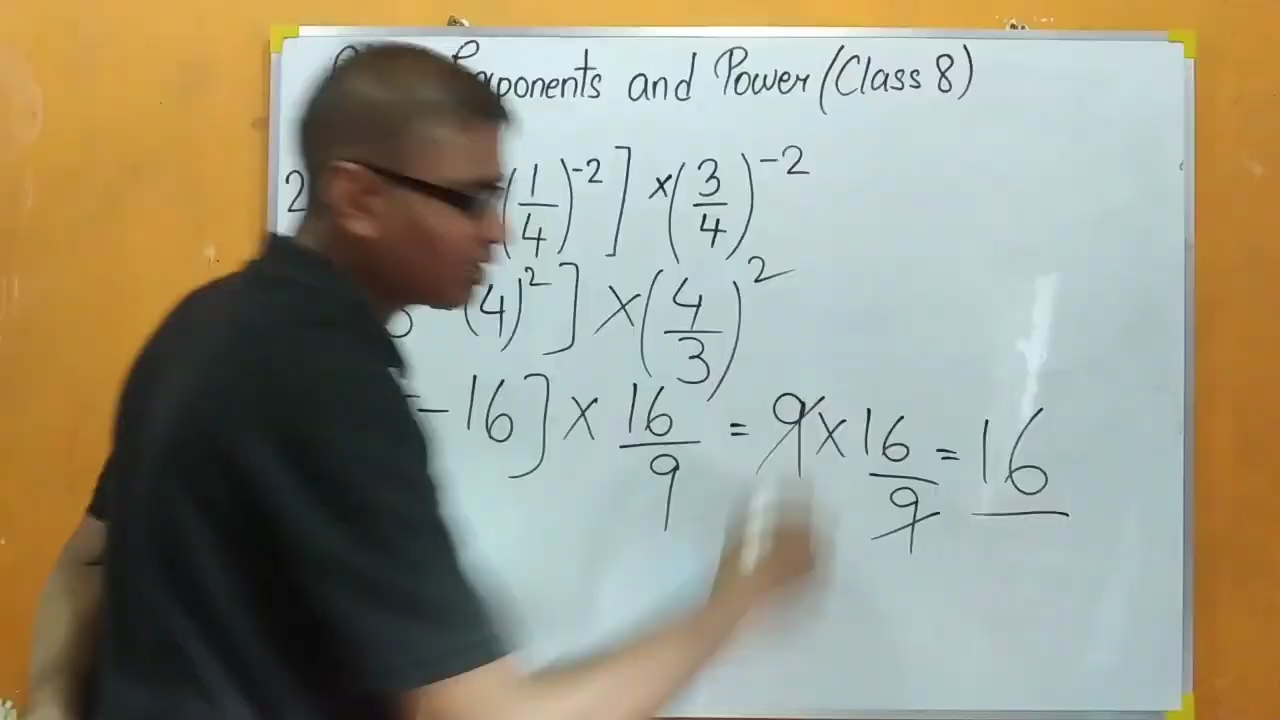 and Power (Class 8)
2 (1/4)^-2 ] × (3/4)^-2
(4)^2 ] × (4/3)^2
- 16 ] × 16/9 = 9 × 16/9 = 16